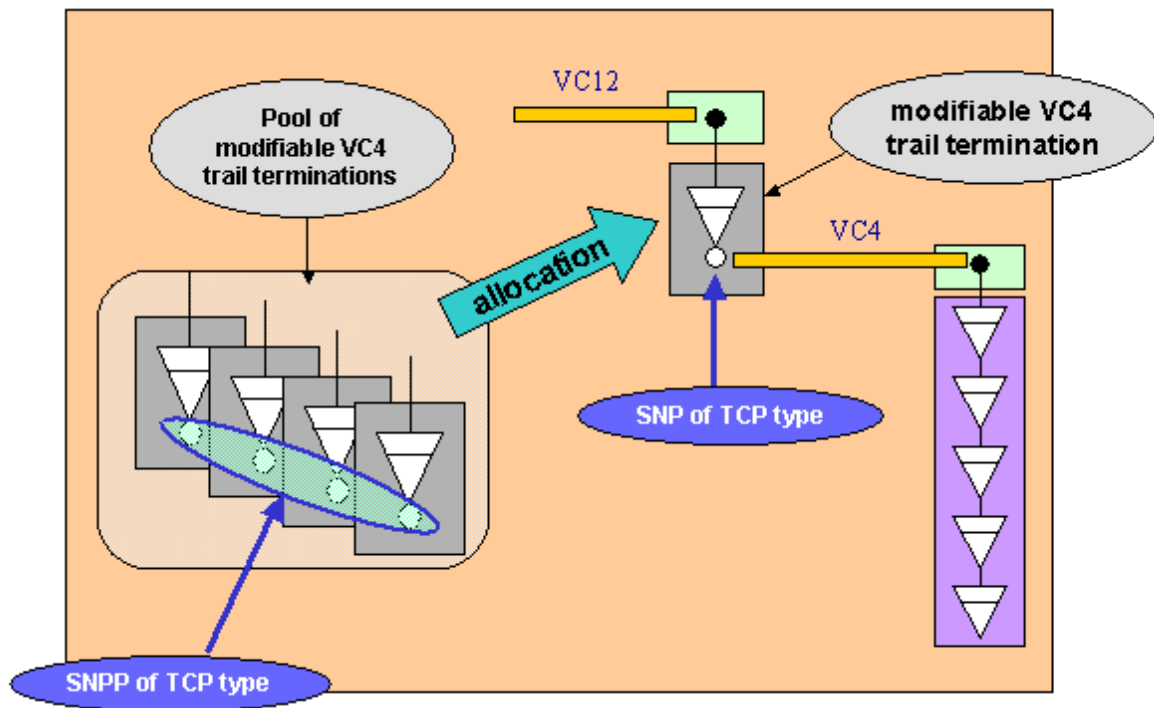 Pool of
modifiable VC4
trail terminations
VC12
modifiable VC4
trail termination
allocation
VC4
SNP of TCP type
SNPP of TCP type